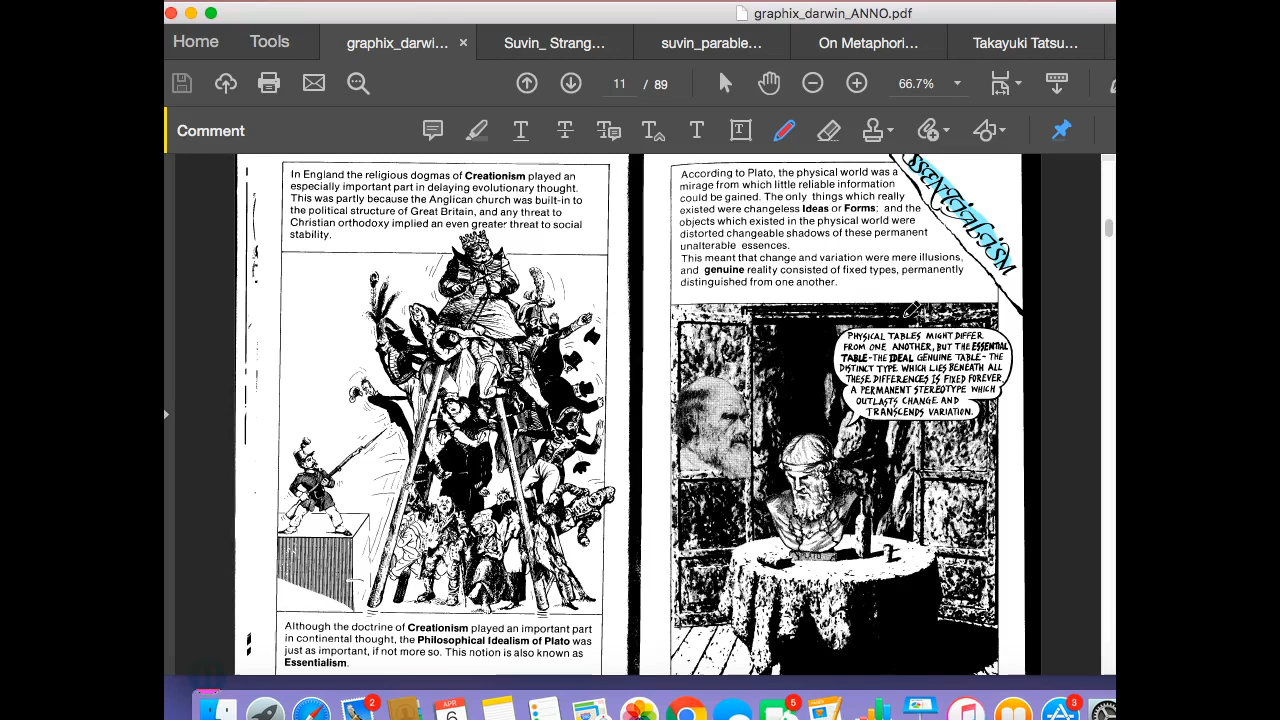 graphix_darwin_ANNO.pdf
Home
Tools
graphix_darwi...
×
Suvin_ Strang...
suvin_parable...
On Metaphori...
Takayuki Tatsu...
11 / 89
66.7%
Comment
In England the religious dogmas of Creationism played an
especially important part in delaying evolutionary thought.
This was partly because the Anglican church was built-in to
the political structure of Great Britain, and any threat to
Christian orthodoxy implied an even greater threat to social
stability.
Although the doctrine of Creationism played an important part
in continental thought, the Philosophical Idealism of Plato was
just as important, if not more so. This notion is also known as
Essentialism.
According to Plato, the physical world was a
mirage from which little reliable information
could be gained. The only things which really
existed were changeless Ideas or Forms; and the
objects which existed in the physical world were
distorted changeable shadows of these permanent
unalterable essences.
This meant that change and variation were mere illusions,
and genuine reality consisted of fixed types, permanently
distinguished from one another.
SSENTIALISM
PHYSICAL TABLES MIGHT DIFFER
FROM ONE ANOTHER, BUT THE ESSENTIAL
TABLE-THE IDEAL GENUINE TABLE- THE
DISTINCT TYPE WHICH LIES BENEATH ALL
THESE DIFFERENCES IS FIXED FOREVER,
A PERMANENT STEREOTYPE WHICH
OUTLASTS CHANGE AND
TRANSCENDS VARIATION.
2
APR
6
5
3